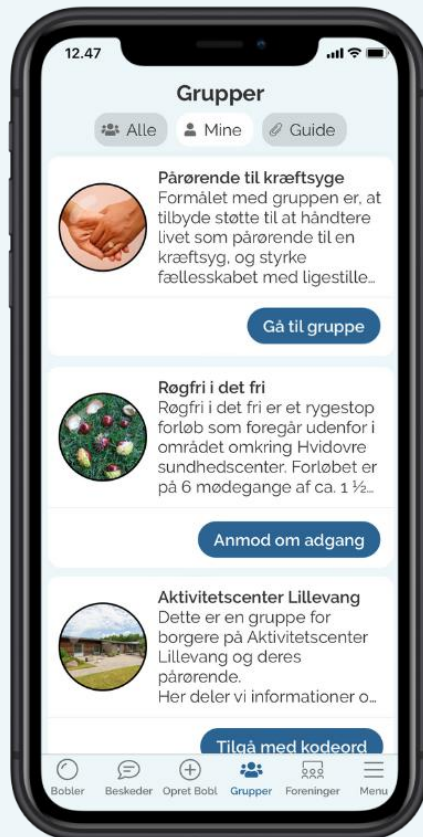 12.47
Grupper
Alle
Mine
Guide
Pårørende til kræftsyge
Formålet med gruppen er, at
tilbyde støtte til at håndtere
livet som pårørende til en
kræftsyg, og styrke
fællesskabet med ligestille...
Gå til gruppe
Røgfri i det fri
Røgfri i det fri er et rygestop
forløb som foregår udenfor i
området omkring Hvidovre
sundhedscenter. Forløbet er
på 6 mødegange af ca. 1 ½...
Anmod om adgang
Aktivitetscenter Lillevang
Dette er en gruppe for
borgere på Aktivitetscenter
Lillevang og deres
pårørende.
Her deler vi informationer o...
Tilgå med kodeord
Bobler
Beskeder
Opret Bobl
Grupper
Foreninger
Menu